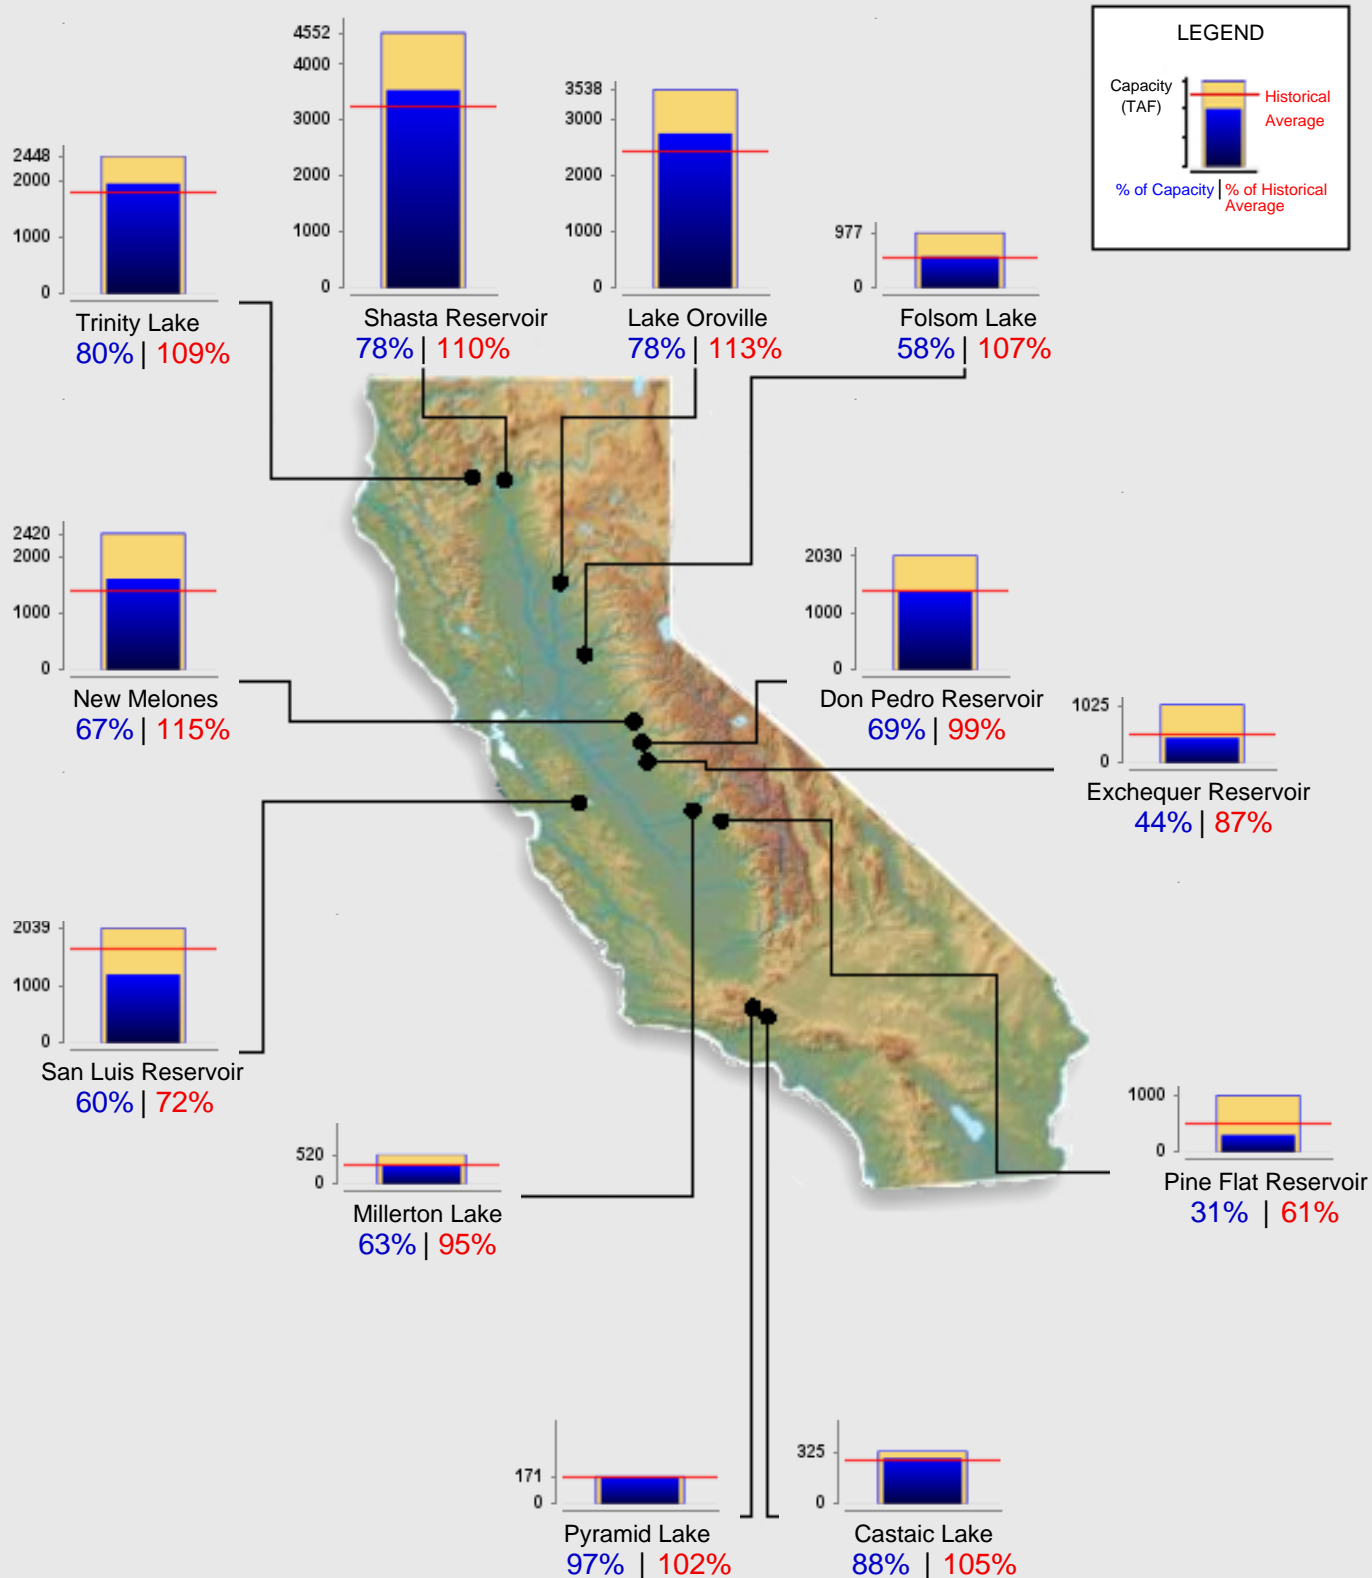 LEGEND
Capacity
(TAF)
Historical
Average
% of Capacity | % of Historical
Average
4552
4000
3000
2000
1000
0
Shasta Reservoir
78% | 110%
3538
3000
2000
1000
0
Lake Oroville
78% | 113%
2448
2000
1000
0
Trinity Lake
80% | 109%
977
0
Folsom Lake
58% | 107%
2420
2000
1000
0
New Melones
67% | 115%
2030
1000
0
Don Pedro Reservoir
69% | 99%
1025
0
Exchequer Reservoir
44% | 87%
2039
1000
0
San Luis Reservoir
60% | 72%
520
0
Millerton Lake
63% | 95%
1000
0
Pine Flat Reservoir
31% | 61%
171
0
Pyramid Lake
97% | 102%
325
0
Castaic Lake
88% | 105%